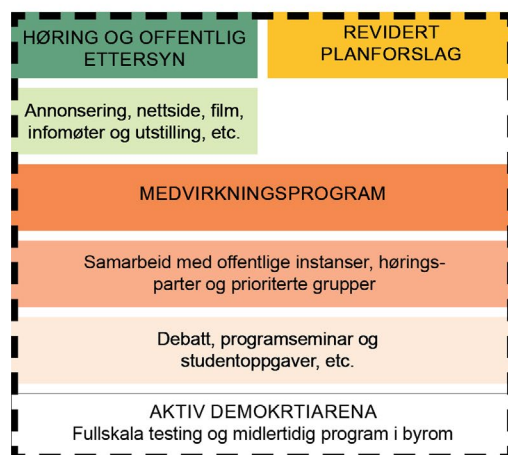 HØRING OG OFFENTLIG
ETTERSYN
REVIDERT
PLANFORSLAG
Annonsering, nettside, film,
infomøter og utstilling, etc.
MEDVIRKNINGSPROGRAM
Samarbeid med offentlige instanser, hørings-
parter og prioriterte grupper
Debatt, programseminar og
studentoppgaver, etc.
AKTIV DEMOKRTIARENA
Fullskala testing og midlertidig program i byrom